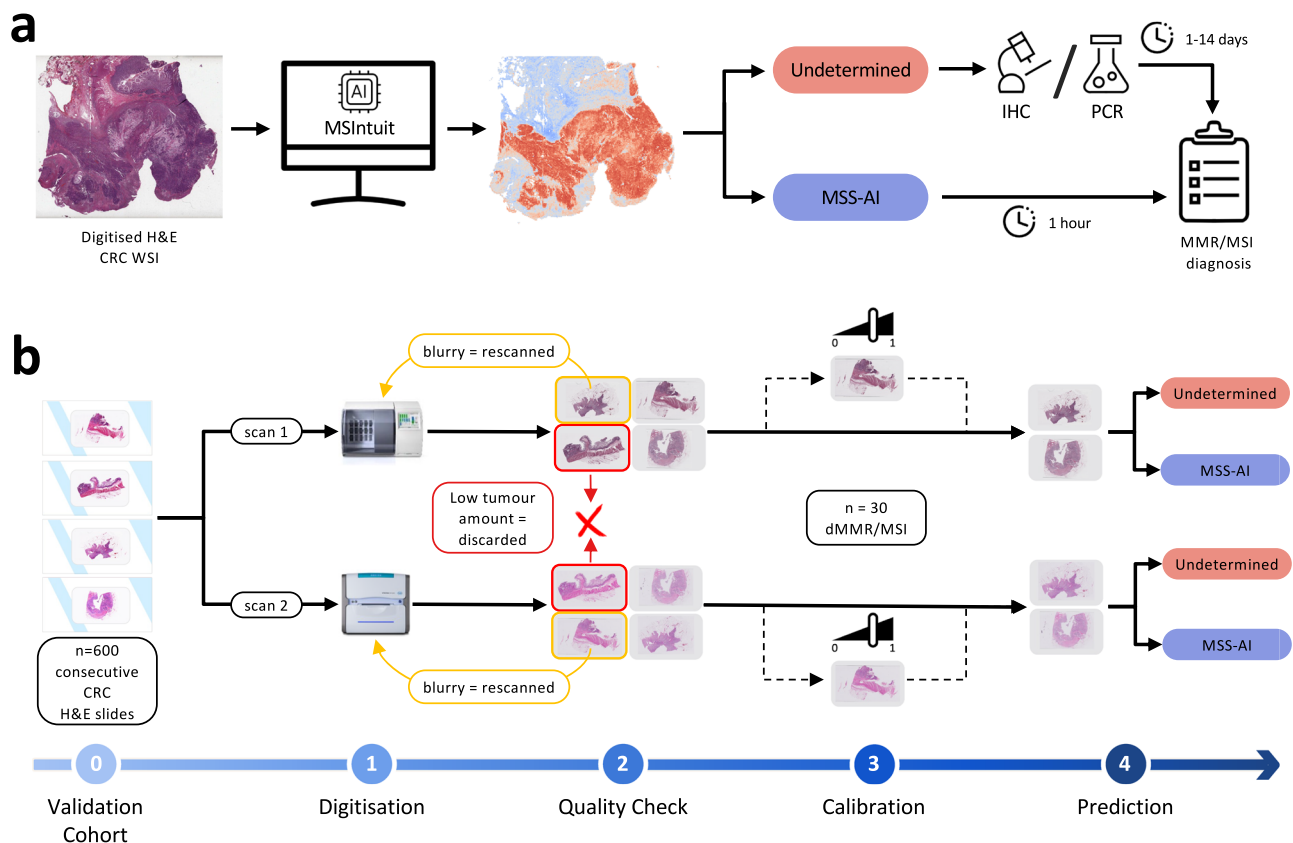 a
AI
MSIntuit
Digitised H&E
CRC WSI
Undetermined
MSS-AI
IHC
/
PCR
1-14 days
1 hour
MMR/MSI
diagnosis
b
n=600
consecutive
CRC
H&E slides
scan 1
scan 2
blurry = rescanned
Low tumour
amount =
discarded
blurry = rescanned
0 1
n = 30
dMMR/MSI
0 1
Undetermined
MSS-AI
Undetermined
MSS-AI
0
Validation
Cohort
1
Digitisation
2
Quality Check
3
Calibration
4
Prediction